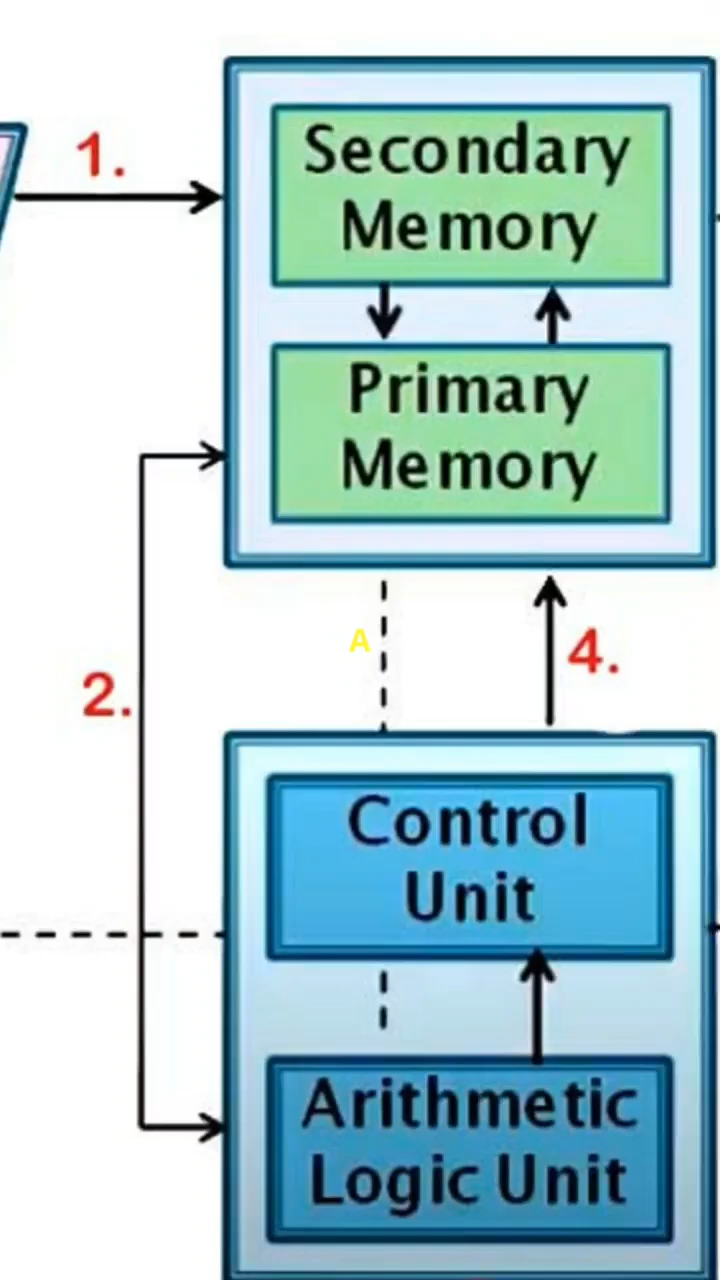 1.
Secondary
Memory
Primary
Memory
A
4.
2.
Control
Unit
Arithmetic
Logic Unit